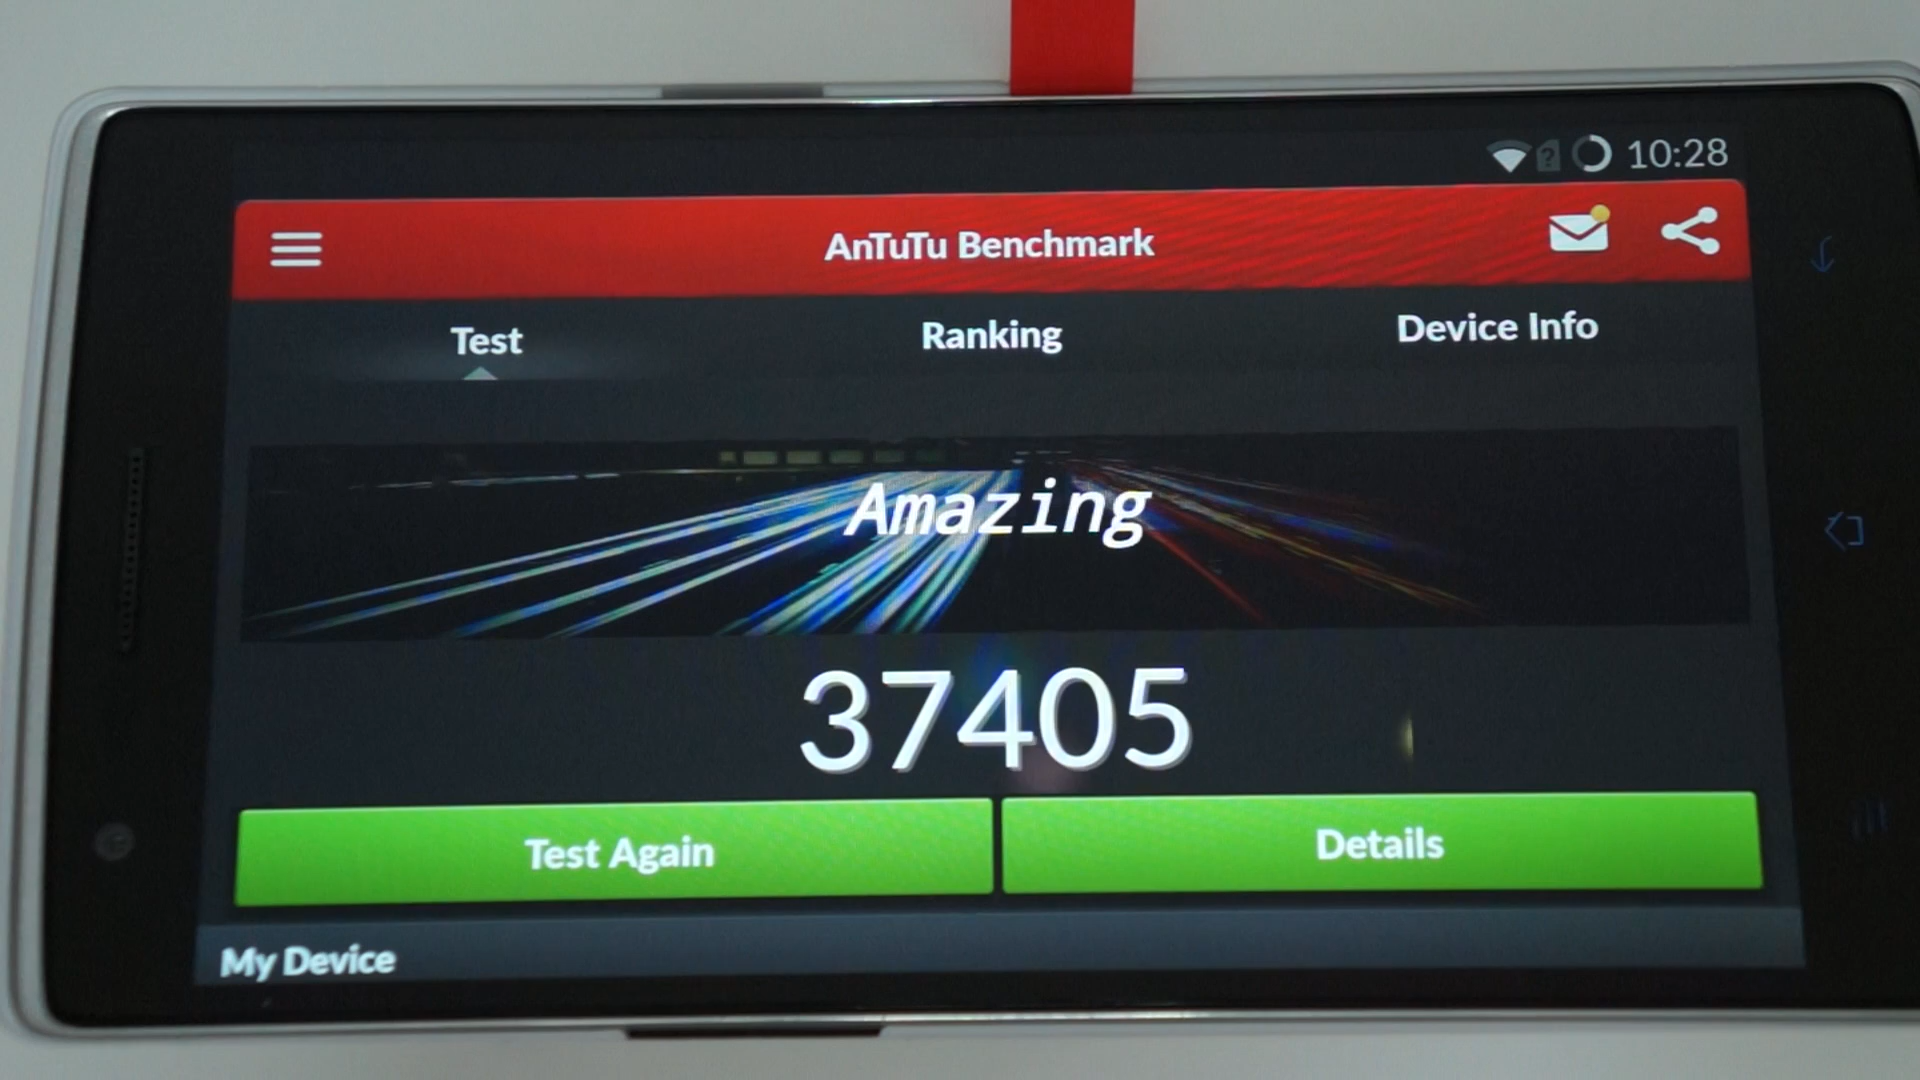 10:28
AnTuTu Benchmark
Test Ranking Device Info
Amazing
37405
Test Again Details
My Device